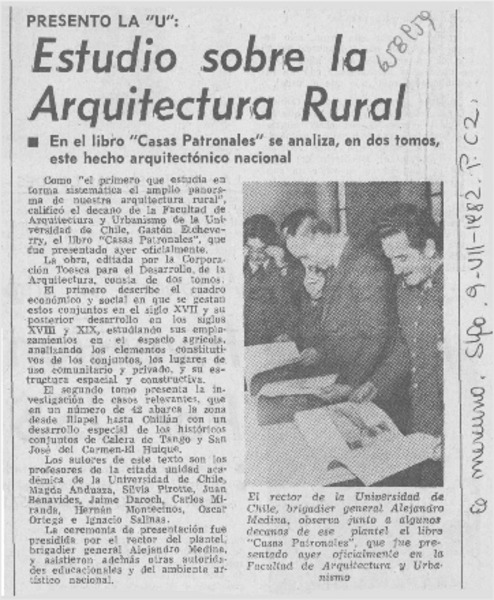 PRESENTO LA "U":
Estudio sobre la
Arquitectura Rural
■ En el libro "Casas Patronales" se analiza, en dos tomos,
este hecho arquitectónico nacional
Como "el primero que estudia en
forma sistemática el amplio panora-
ma de nuestra arquitectura rural",
calificó el decano de la Facultad de
Arquitectura y Urbanismo de la Uni-
versidad de Chile, Gastón Etcheve-
rry, el libro "Casas Patronales", que
fue presentado ayer oficialmente.
La obra, editada por la Corpora-
ción Toesca para el Desarrollo, de la
Arquitectura, consta de dos tomos.
El primero describe el cuadro
económico y social en que se gestan
estos conjuntos en el siglo XVII y su
posterior desarrollo en los siglos
XVIII y XIX, estudiando sus empla-
zamientos en el espacio agrícola,
analizando los elementos constituti-
vos de los conjuntos, los lugares de
uso comunitario y privado, y su es-
tructura espacial y constructiva.
El segundo tomo presenta la in-
vestigación de casos relevantes, que
en un número de 42 abarca la zona
desde Illapel hasta Chillán con un
desarrollo especial de los históricos
conjuntos de Calera de Tango y San
José del Carmen-El Huique.
Los autores de este texto son los
profesores de la citada unidad aca-
démica de la Universidad de Chile,
Magda Anduaza, Silvia Pirotte, Juan
Benavides, Jaime Daroch, Carlos Mi-
randa, Hernán Montecinos, Oscar
Ortega e Ignacio Salinas.
La ceremonia de presentación fue
presidida por el rector del plantel,
brigadier general Alejandro Medina,
y asistieron además otras autorida-
des educacionales y del ambiente ar-
tístico nacional.
El rector de la Universidad de
Chile, brigadier general Alejandro
Medina, observa junto a algunos
decanos de ese plantel el libro
"Casas Patronales", que fue pre-
sentado ayer oficialmente en la
Facultad de Arquitectura y Urba-
nismo
El mercurio. Stgo. 9-VII-1982. P. C2.